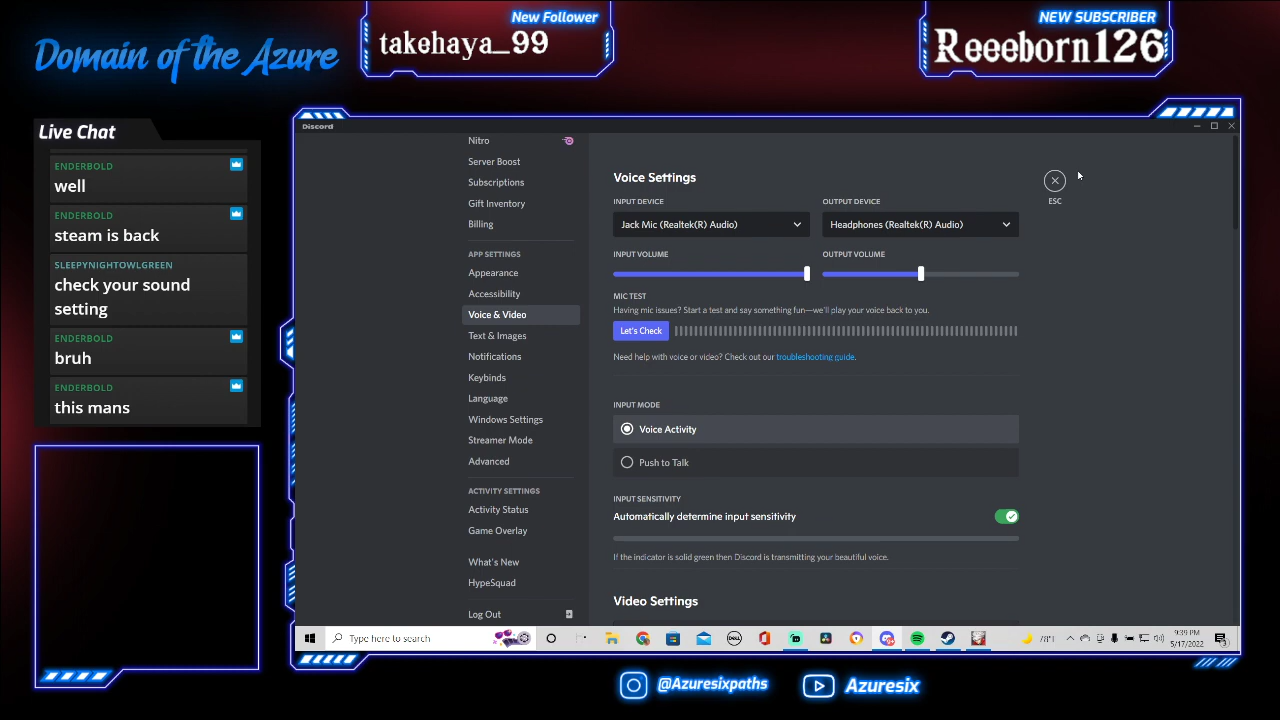 Domain of the Azure
New Follower
takehaya_99
NEW SUBSCRIBER
Reeeborn126
Live Chat
ENDERBOLD
well
ENDERBOLD
steam is back
SLEEPYNIGHTOWLGREEN
check your sound
setting
ENDERBOLD
bruh
ENDERBOLD
this mans
Discord
Nitro
Server Boost
Subscriptions
Gift Inventory
Billing
APP SETTINGS
Appearance
Accessibility
Voice & Video
Text & Images
Notifications
Keybinds
Language
Windows Settings
Streamer Mode
Advanced
ACTIVITY SETTINGS
Activity Status
Game Overlay
What's New
HypeSquad
Log Out
Voice Settings
ESC
INPUT DEVICE
Jack Mic (Realtek(R) Audio)
OUTPUT DEVICE
Headphones (Realtek(R) Audio)
INPUT VOLUME
OUTPUT VOLUME
MIC TEST
Having mic issues? Start a test and say something fun—we'll play your voice back to you.
Let's Check
Need help with voice or video? Check out our troubleshooting guide.
INPUT MODE
Voice Activity
Push to Talk
INPUT SENSITIVITY
Automatically determine input sensitivity
If the indicator is solid green then Discord is transmitting your beautiful voice.
Video Settings
Type here to search
DELL
78°F
9:39 PM
5/17/2022
@Azuresixpaths
Azuresix